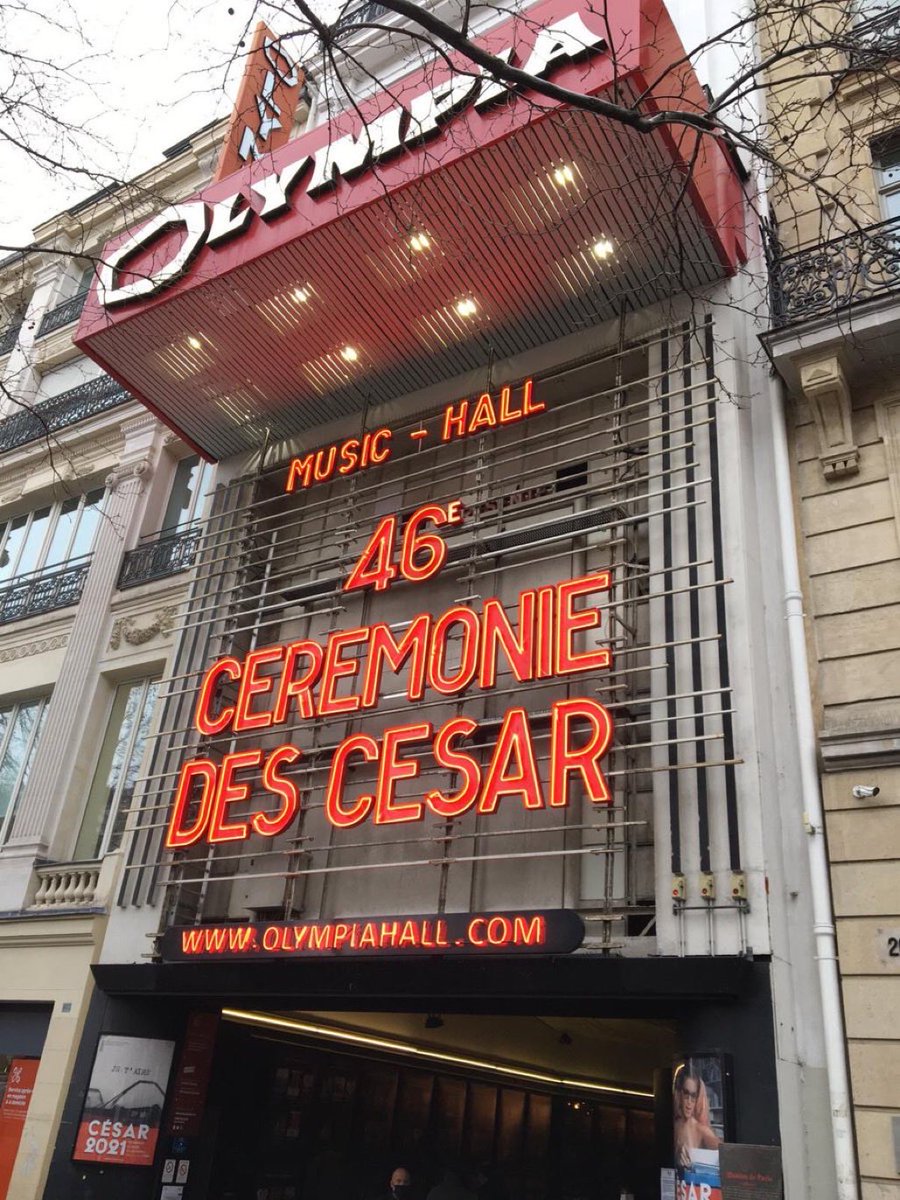 OLYMPIA
MUSIC - HALL
46E
CEREMONIE
DES CESAR
WWW.OLYMPIAHALL.COM
CÉSAR
2021